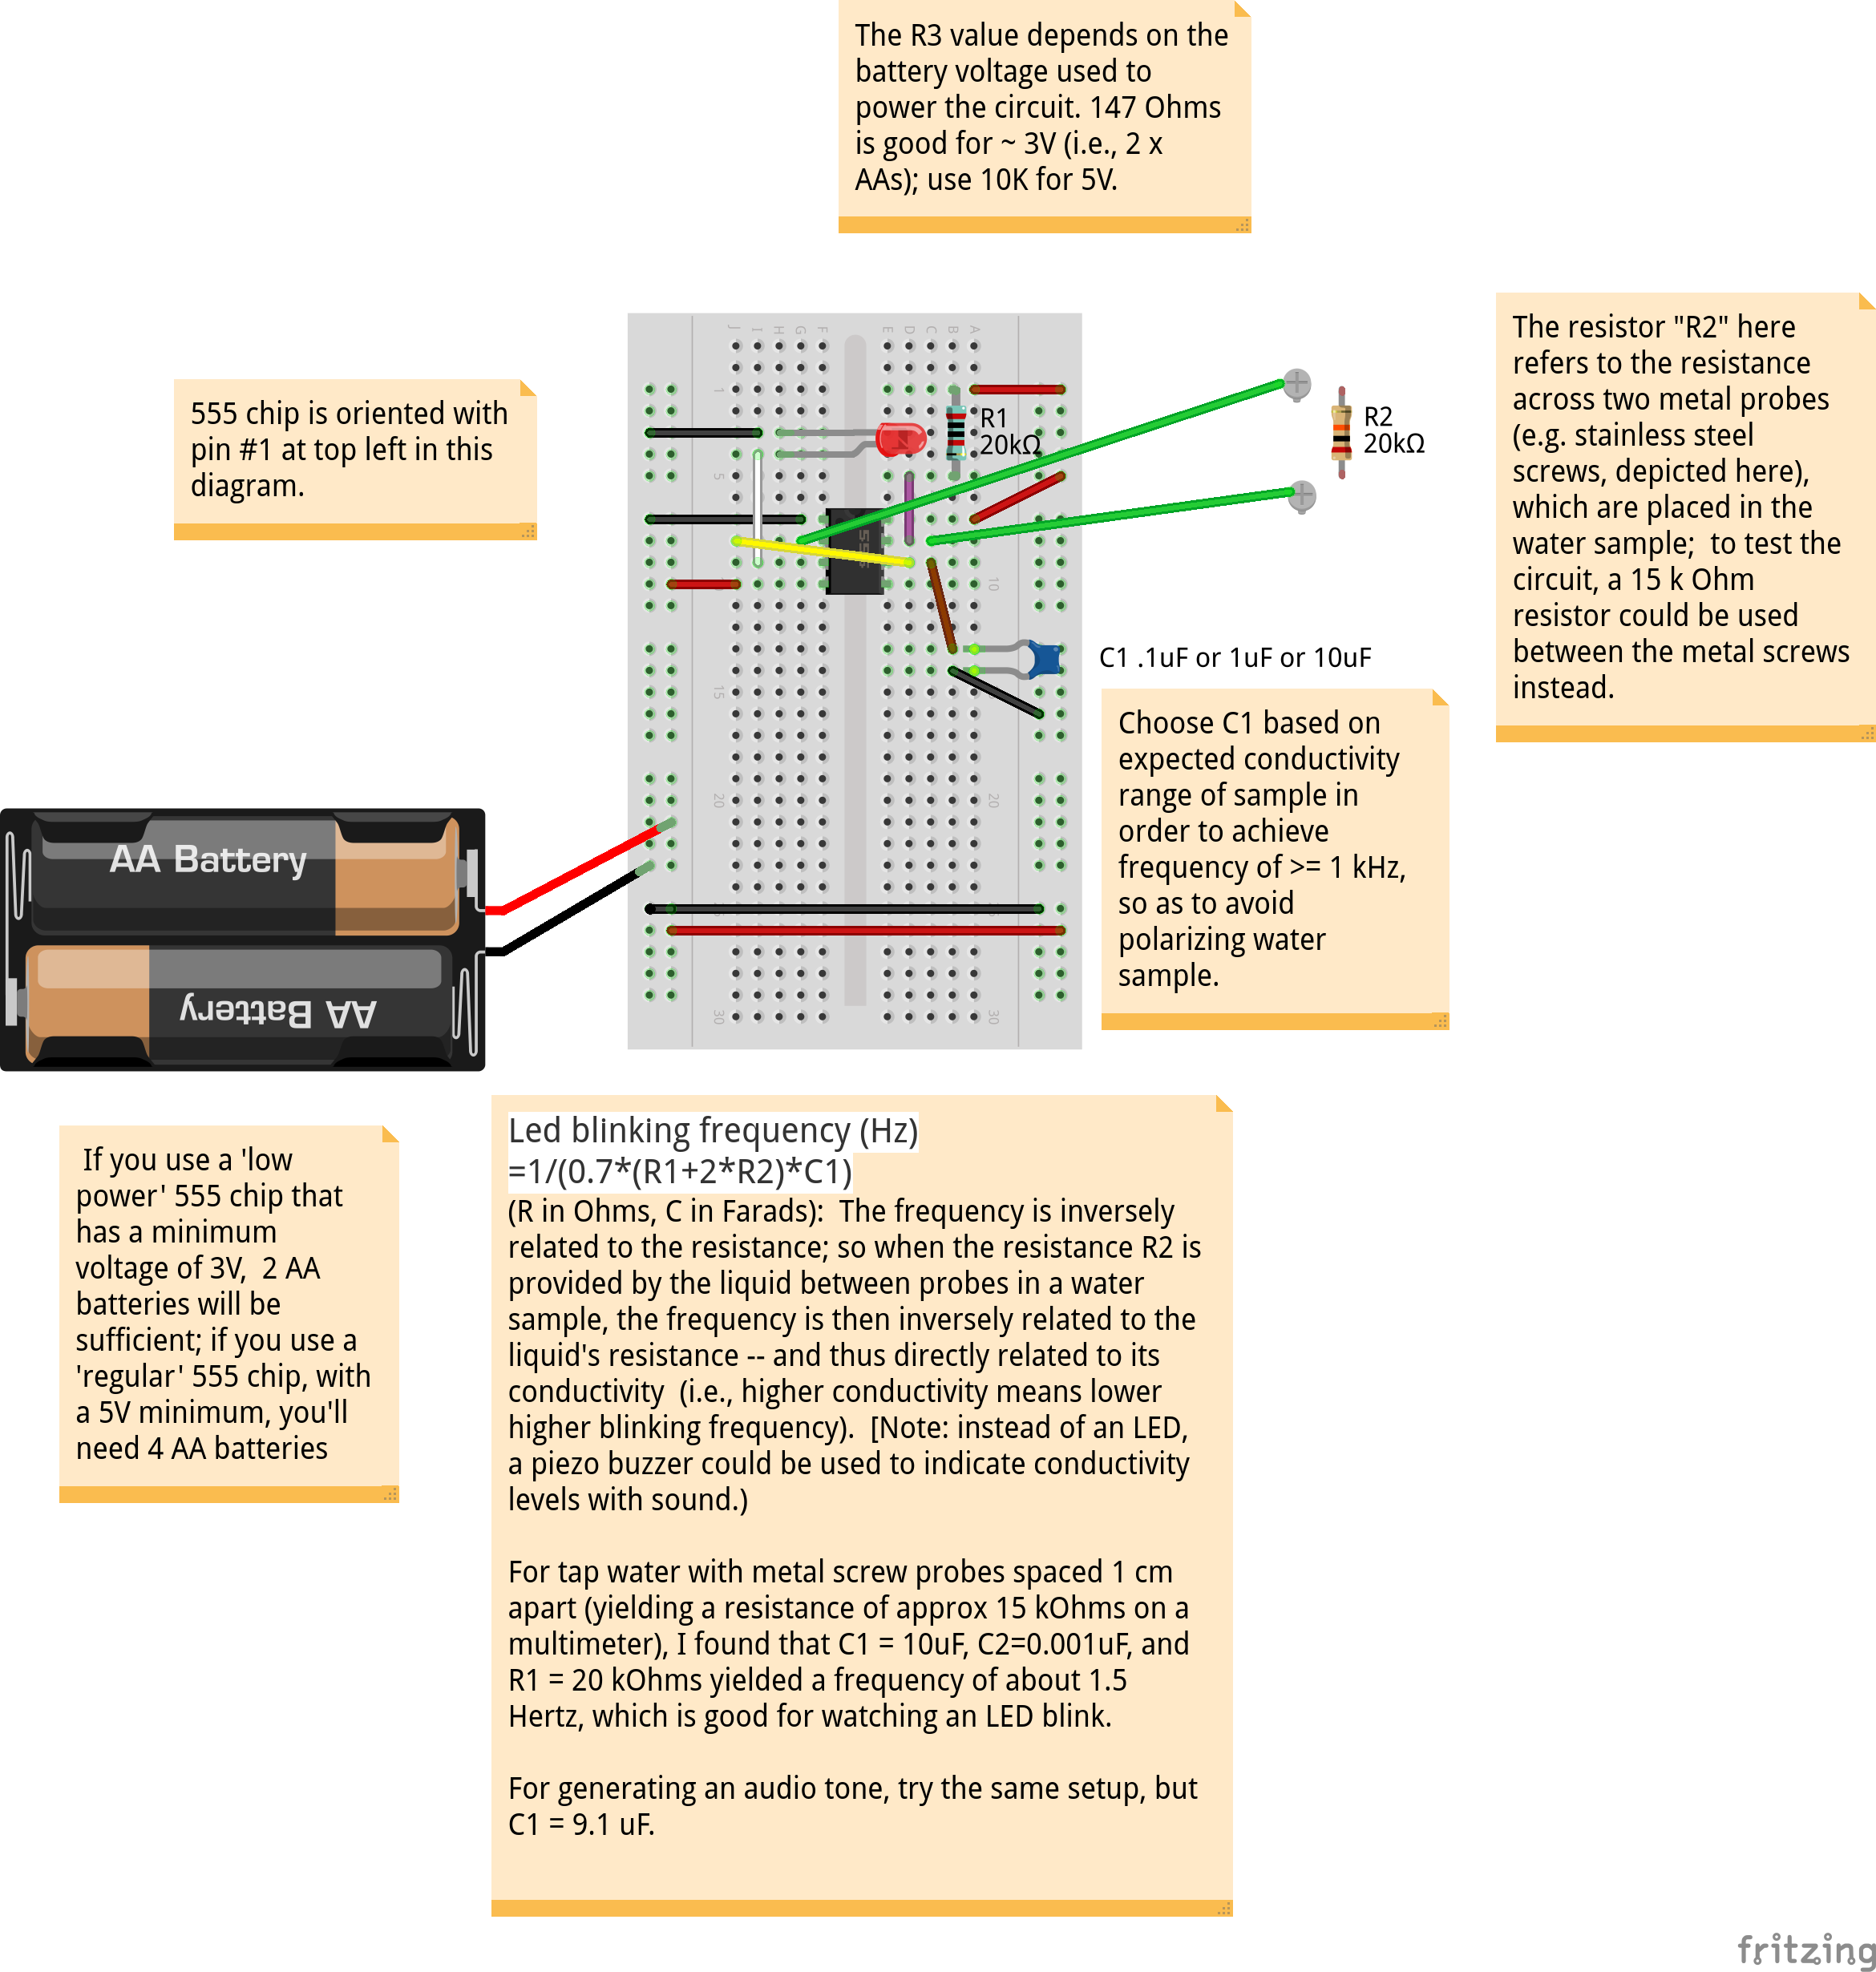 The R3 value depends on the
battery voltage used to
power the circuit. 147 Ohms
is good for ~ 3V (i.e., 2 x
AAs); use 10K for 5V.
The resistor "R2" here
refers to the resistance
across two metal probes
(e.g. stainless steel
screws, depicted here),
which are placed in the
water sample;  to test the
circuit, a 15 k Ohm
resistor could be used
between the metal screws
instead.
555 chip is oriented with
pin #1 at top left in this
diagram.
J I H G F E D C B A
1
5
10
15
20
30
10
20
30
R1
20kΩ
R2
20kΩ
555
C1 .1uF or 1uF or 10uF
Choose C1 based on
expected conductivity
range of sample in
order to achieve
frequency of >= 1 kHz,
so as to avoid
polarizing water
sample.
AA Battery
AA Battery
If you use a 'low
power' 555 chip that
has a minimum
voltage of 3V,  2 AA
batteries will be
sufficient; if you use a
'regular' 555 chip, with
a 5V minimum, you'll
need 4 AA batteries
Led blinking frequency (Hz)
=1/(0.7*(R1+2*R2)*C1)
(R in Ohms, C in Farads):  The frequency is inversely
related to the resistance; so when the resistance R2 is
provided by the liquid between probes in a water
sample, the frequency is then inversely related to the
liquid's resistance -- and thus directly related to its
conductivity  (i.e., higher conductivity means lower
higher blinking frequency).  [Note: instead of an LED,
a piezo buzzer could be used to indicate conductivity
levels with sound.)
For tap water with metal screw probes spaced 1 cm
apart (yielding a resistance of approx 15 kOhms on a
multimeter), I found that C1 = 10uF, C2=0.001uF, and
R1 = 20 kOhms yielded a frequency of about 1.5
Hertz, which is good for watching an LED blink.
For generating an audio tone, try the same setup, but
C1 = 9.1 uF.
fritzing